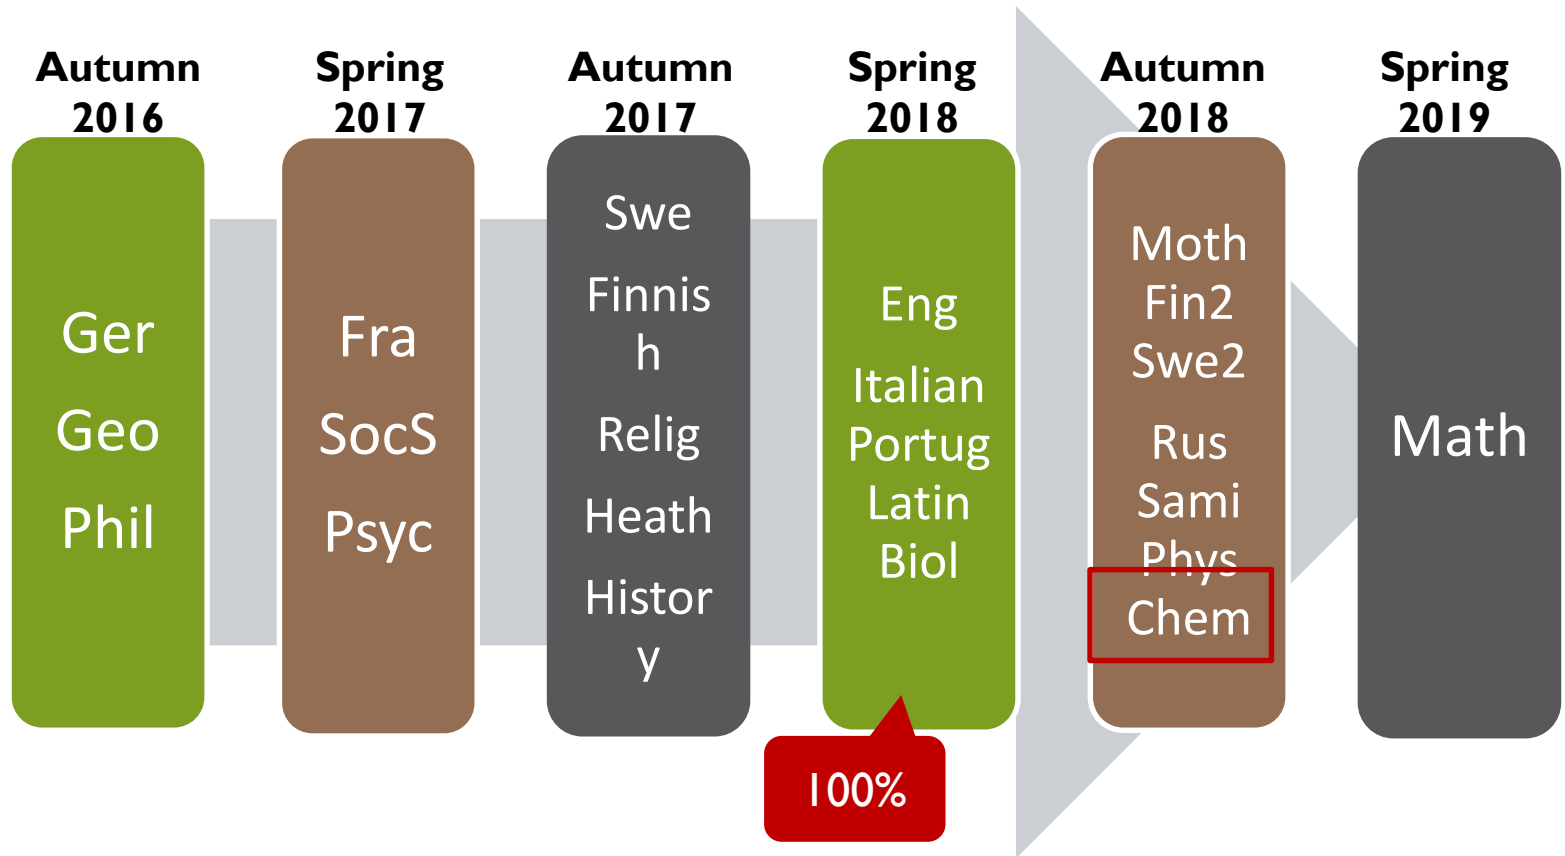 Autumn
2016
Ger
Geo
Phil
Spring
2017
Fra
SocS
Psyc
Autumn
2017
Swe
Finnis
h
Relig
Heath
Histor
y
Spring
2018
Eng
Italian
Portug
Latin
Biol
100%
Autumn
2018
Moth
Fin2
Swe2
Rus
Sami
Phys
Chem
Spring
2019
Math